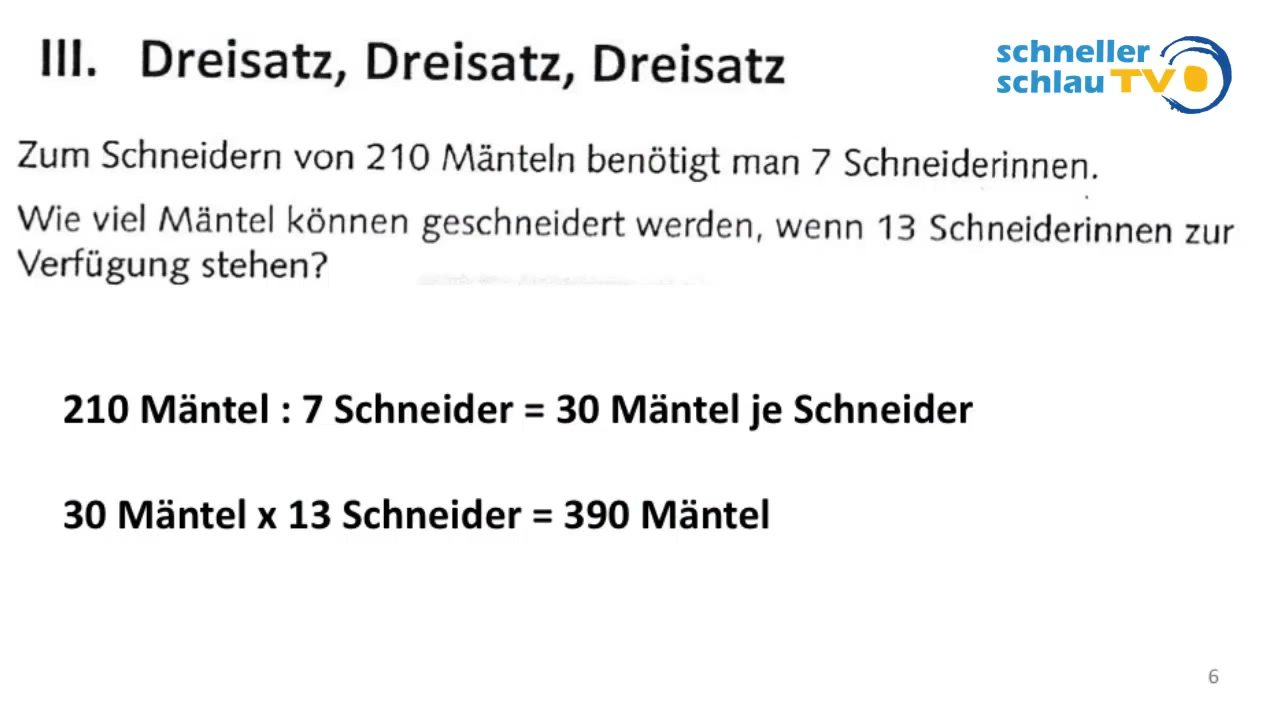 III. Dreisatz, Dreisatz, Dreisatz
schneller
schlau TV
Zum Schneidern von 210 Mänteln benötigt man 7 Schneiderinnen.
Wie viel Mäntel können geschneidert werden, wenn 13 Schneiderinnen zur
Verfügung stehen?
210 Mäntel : 7 Schneider = 30 Mäntel je Schneider
30 Mäntel x 13 Schneider = 390 Mäntel
6